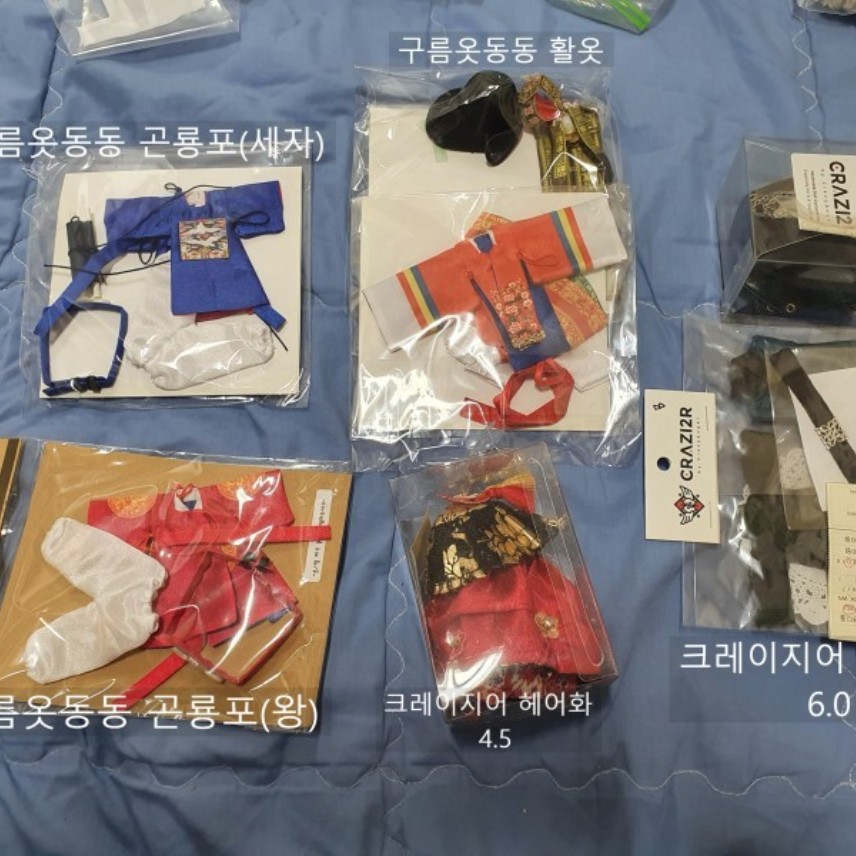 구름옷동동 활옷
름옷동동 곤룡포(세자)
CRAZI2
CRAZI2R
B
름옷동동 곤룡포(왕)
크레이지어 헤어화
4.5
크레이지어
6.0